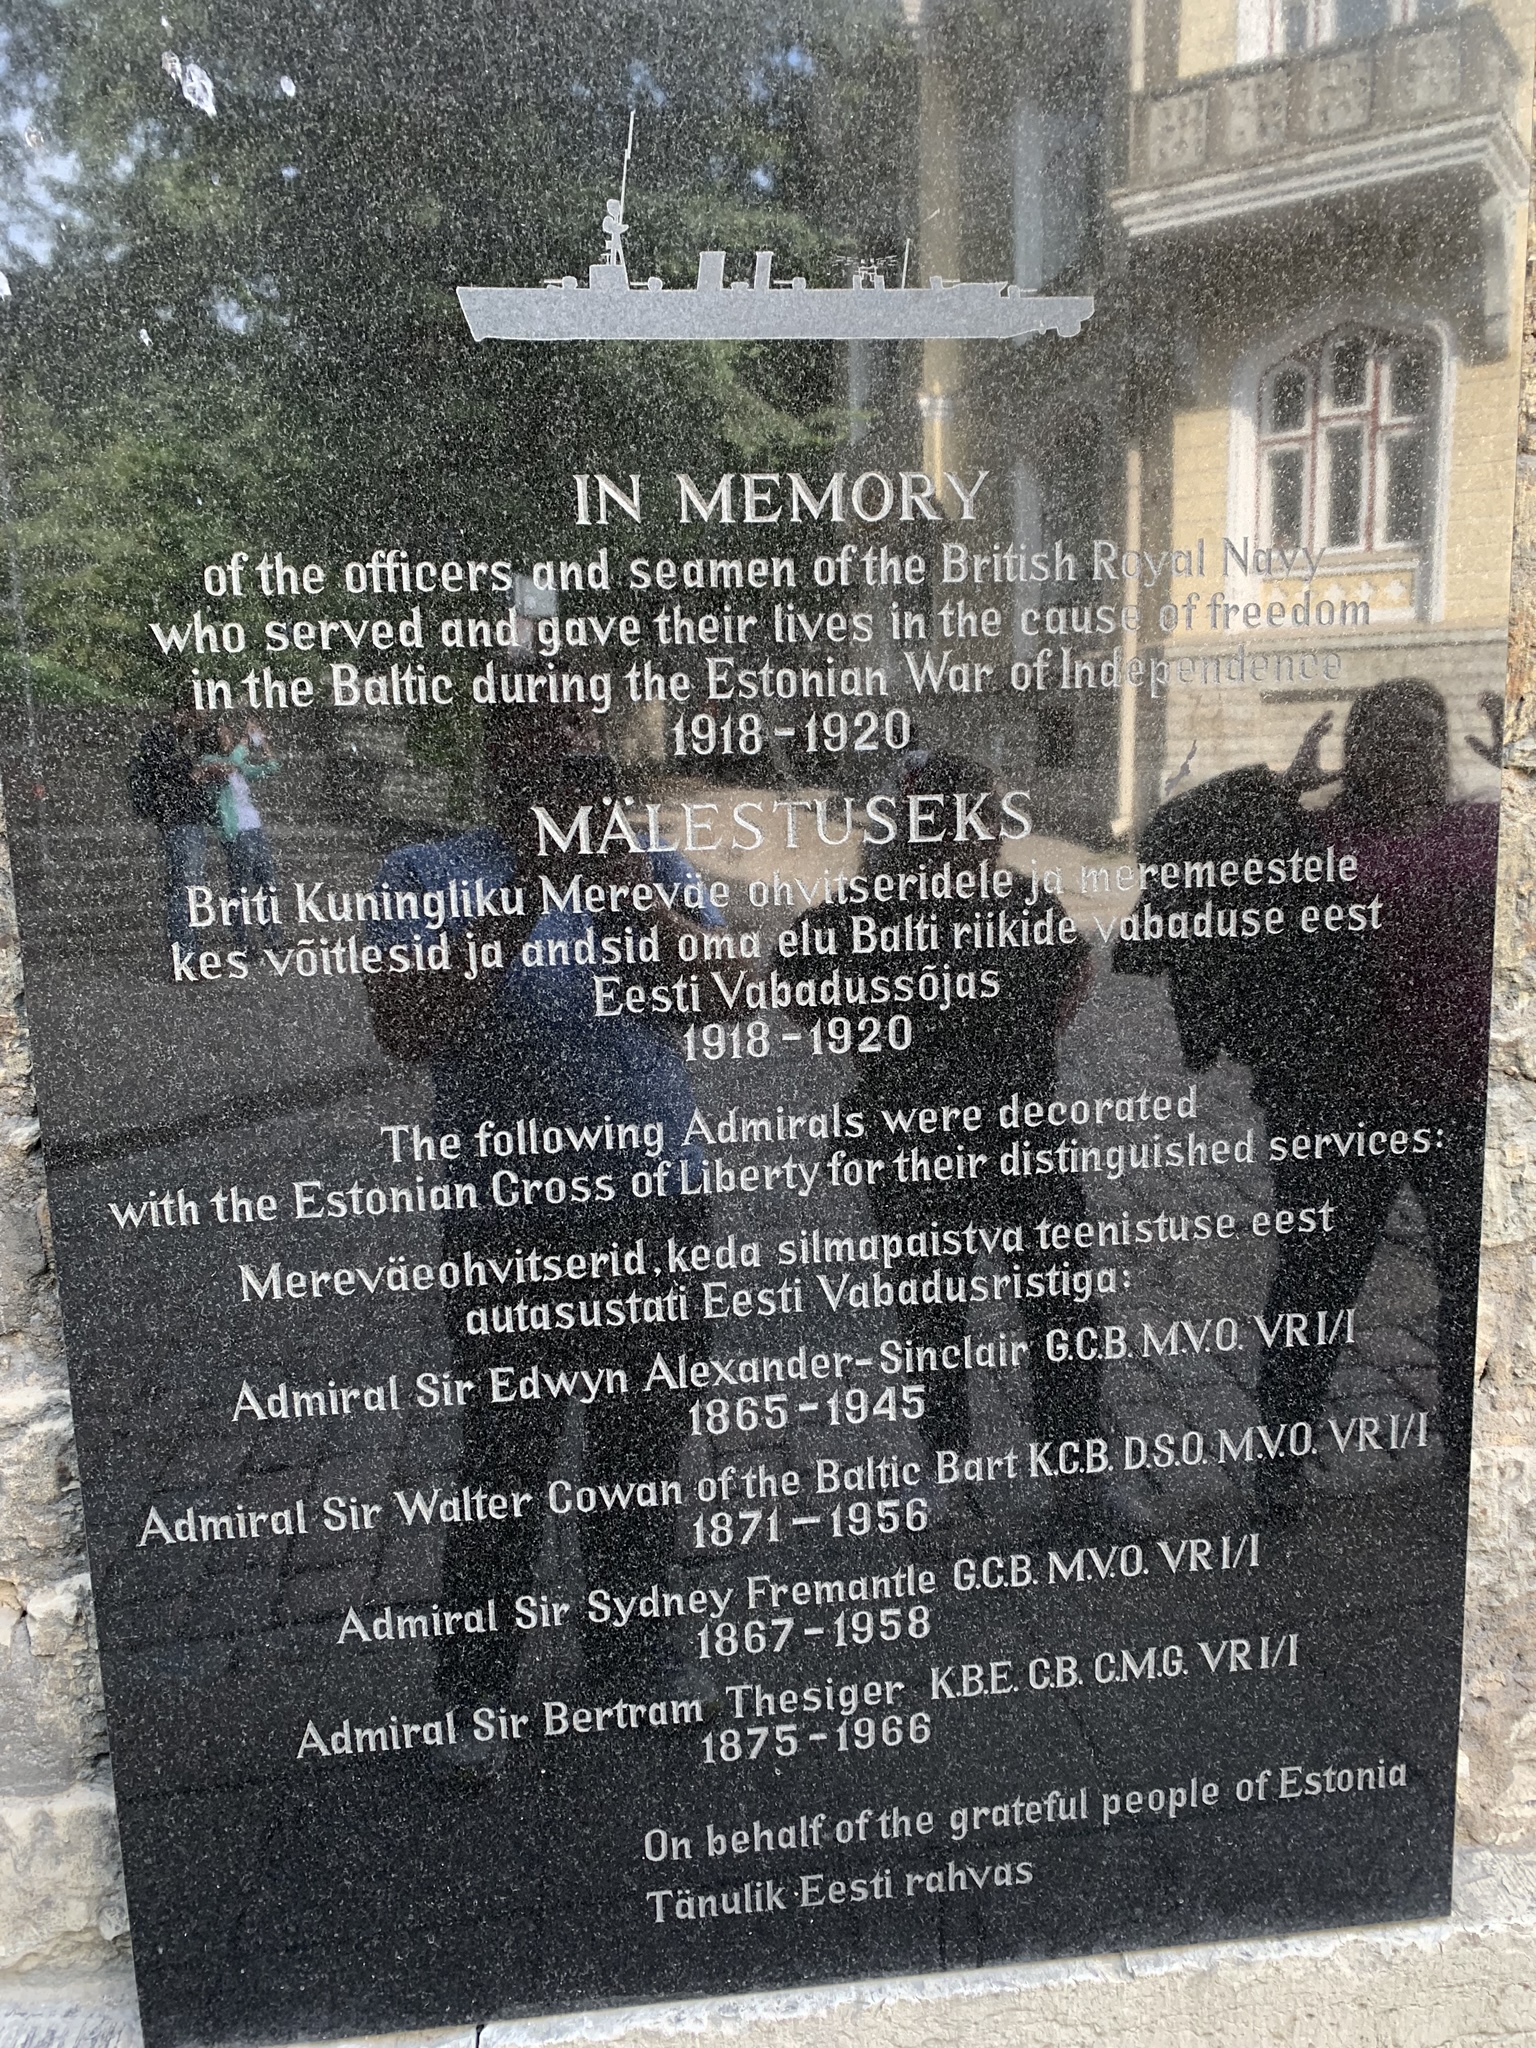 IN MEMORY
of the officers and seamen of the British Royal Navy
who served and gave their lives in the cause of freedom
in the Baltic during the Estonian War of Independence
1918-1920
MÄLESTUSEKS
Briti Kuningliku Mereväe ohvitseridele ja meremeestele
kes võitlesid ja andsid oma elu Balti riikide vabaduse eest
Eesti Vabadussõjas
1918-1920
The following Admirals were decorated
with the Estonian Cross of Liberty for their distinguished services:
Mereväeohvitserid, keda silmapaistva teenistuse eest
autasustati Eesti Vabadusristiga:
Admiral Sir Edwyn Alexander-Sinclair G.C.B. M.V.O. VR I/I
1865-1945
Admiral Sir Walter Cowan of the Baltic Bart K.C.B. D.S.O. M.V.O. VR I/I
1871-1956
Admiral Sir Sydney Fremantle G.C.B. M.V.O. VR I/I
1867-1958
Admiral Sir Bertram Thesiger K.B.E. C.B. C.M.G. VR I/I
1875-1966
On behalf of the grateful people of Estonia
Tänulik Eesti rahvas